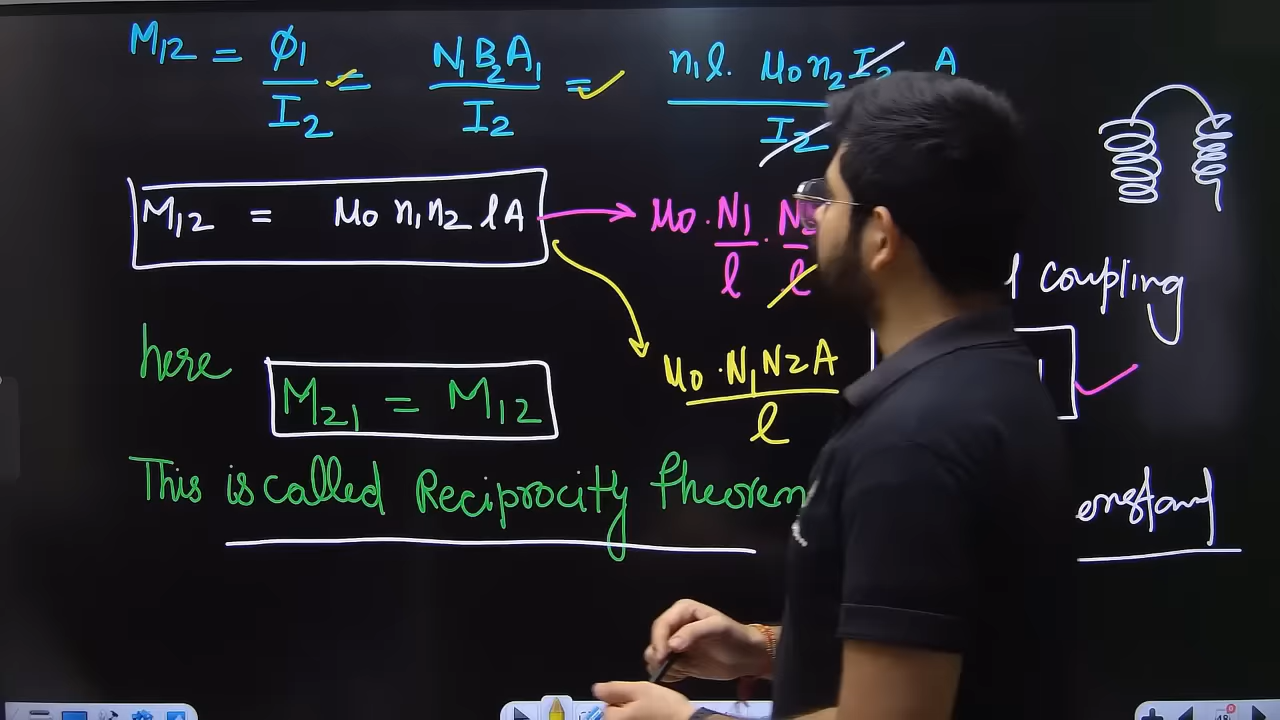 M₁₂ = ϕ₁/I₂ = N₁B₂A₁/I₂ = n₁l. μ₀n₂I₂ A/I₂
M₁₂ = μ₀ n₁n₂ lA
μ₀. N₁/l . N₂/l
l coupling
μ₀.N₁N₂A/l
here M₂₁ = M₁₂
This is called Reciprocity Theorem
onstant